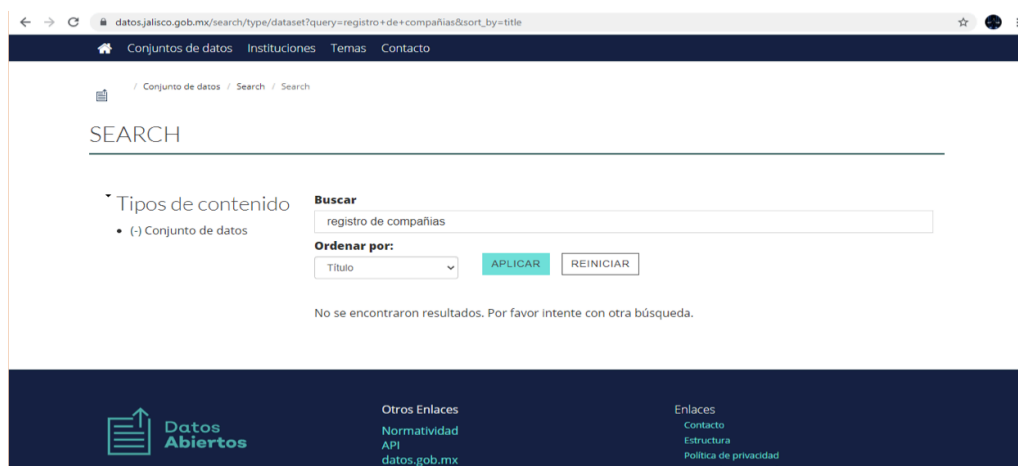 datos.jalisco.gob.mx/search/type/dataset?query=registro+de+compañias&sort_by=title
Conjuntos de datos Instituciones Temas Contacto
/ Conjunto de datos / Search / Search
SEARCH
Tipos de contenido
(-) Conjunto de datos
Buscar
registro de compañias
Ordenar por:
Título
APLICAR
REINICIAR
No se encontraron resultados. Por favor intente con otra búsqueda.
Datos
Abiertos
Otros Enlaces
Normatividad
API
datos.gob.mx
Enlaces
Contacto
Estructura
Política de privacidad